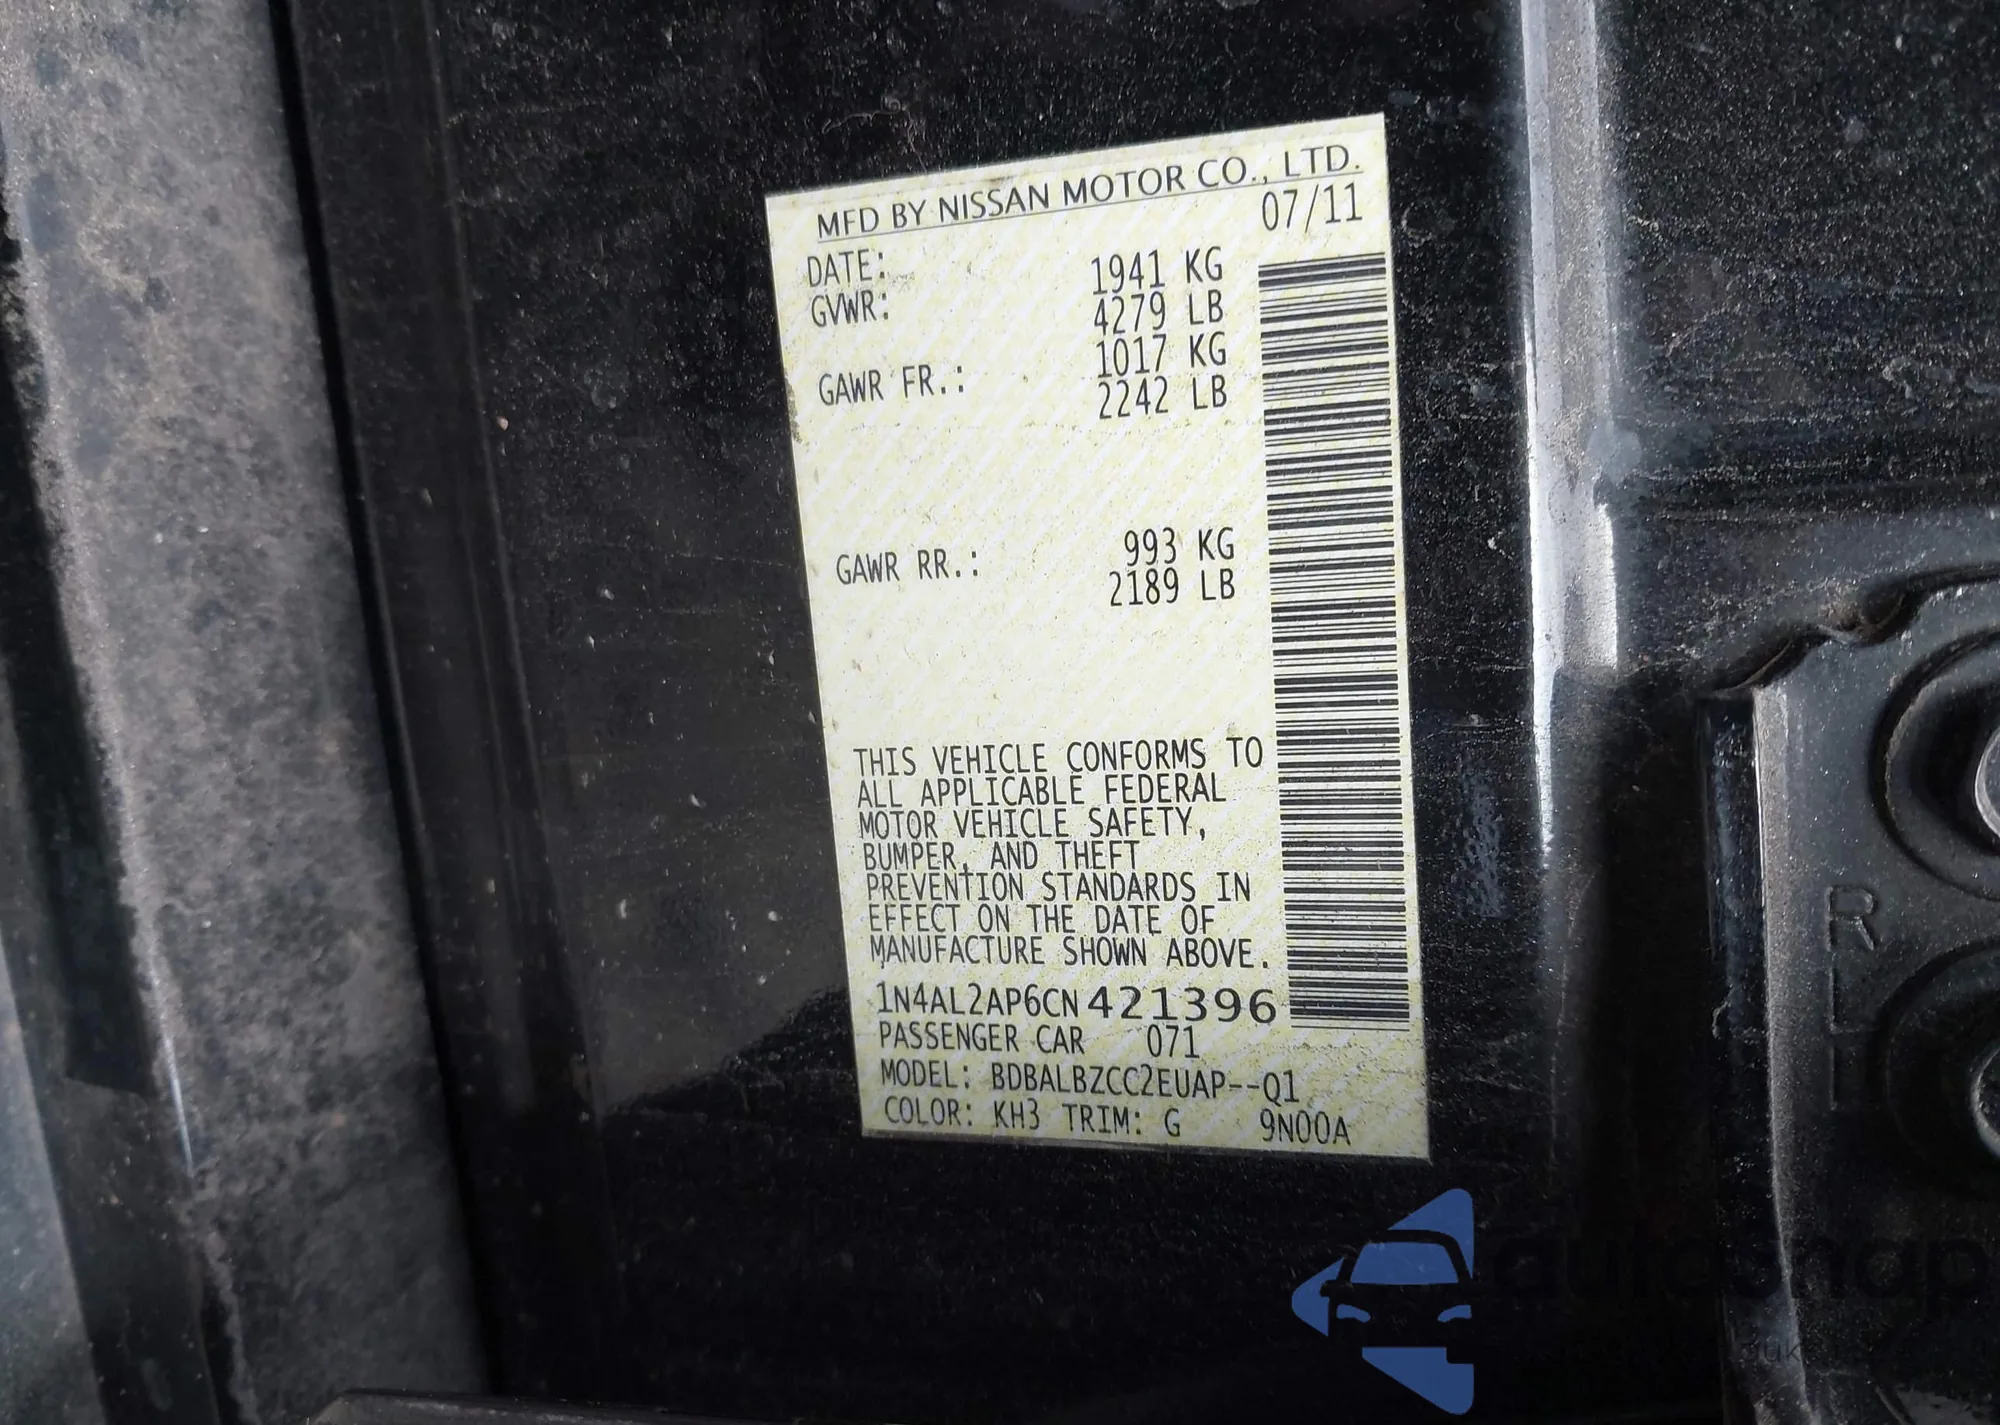 MFD BY NISSAN MOTOR CO., LTD.
07/11
DATE:
1941 KG
GVWR:
4279 LB
1017 KG
GAWR FR.:
2242 LB
993 KG
GAWR RR.:
2189 LB
THIS VEHICLE CONFORMS TO
ALL APPLICABLE FEDERAL
MOTOR VEHICLE SAFETY,
BUMPER, AND THEFT
PREVENTION STANDARDS IN
EFFECT ON THE DATE OF
MANUFACTURE SHOWN ABOVE.
1N4AL2AP6CN421396
PASSENGER CAR 071
MODEL: BDBALBZCC2EUAP--Q1
COLOR: KH3 TRIM: G 9N00A
autoshop